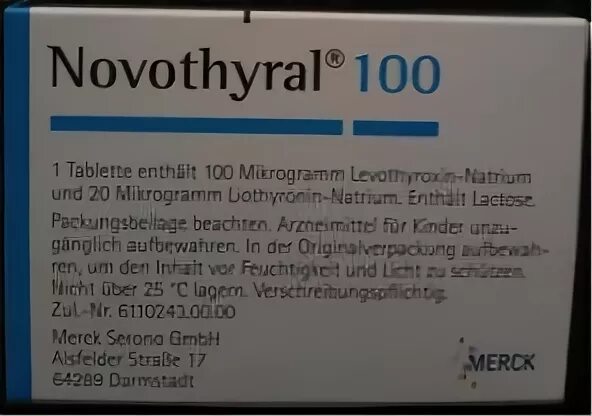 Novothyral® 100
1 Tablette enthält 100 Mikrogramm Levothyroxin-Natrium
und 20 Mikrogramm Liothyronin-Natrium. Enthält Lactose.
Packungsbeilage beachten. Arzneimittel für Kinder unzu-
gänglich aufbewahren. In der Originalverpackung aufbewah-
ren, um den Inhalt vor Feuchtigkeit und Licht zu schützen.
Nicht über 25 °C lagern. Verschreibungspflichtig.
Zul.-Nr. 6110240.00.00
Merck Serono GmbH
Alsfelder Straße 17
64289 Darmstadt
MERCK